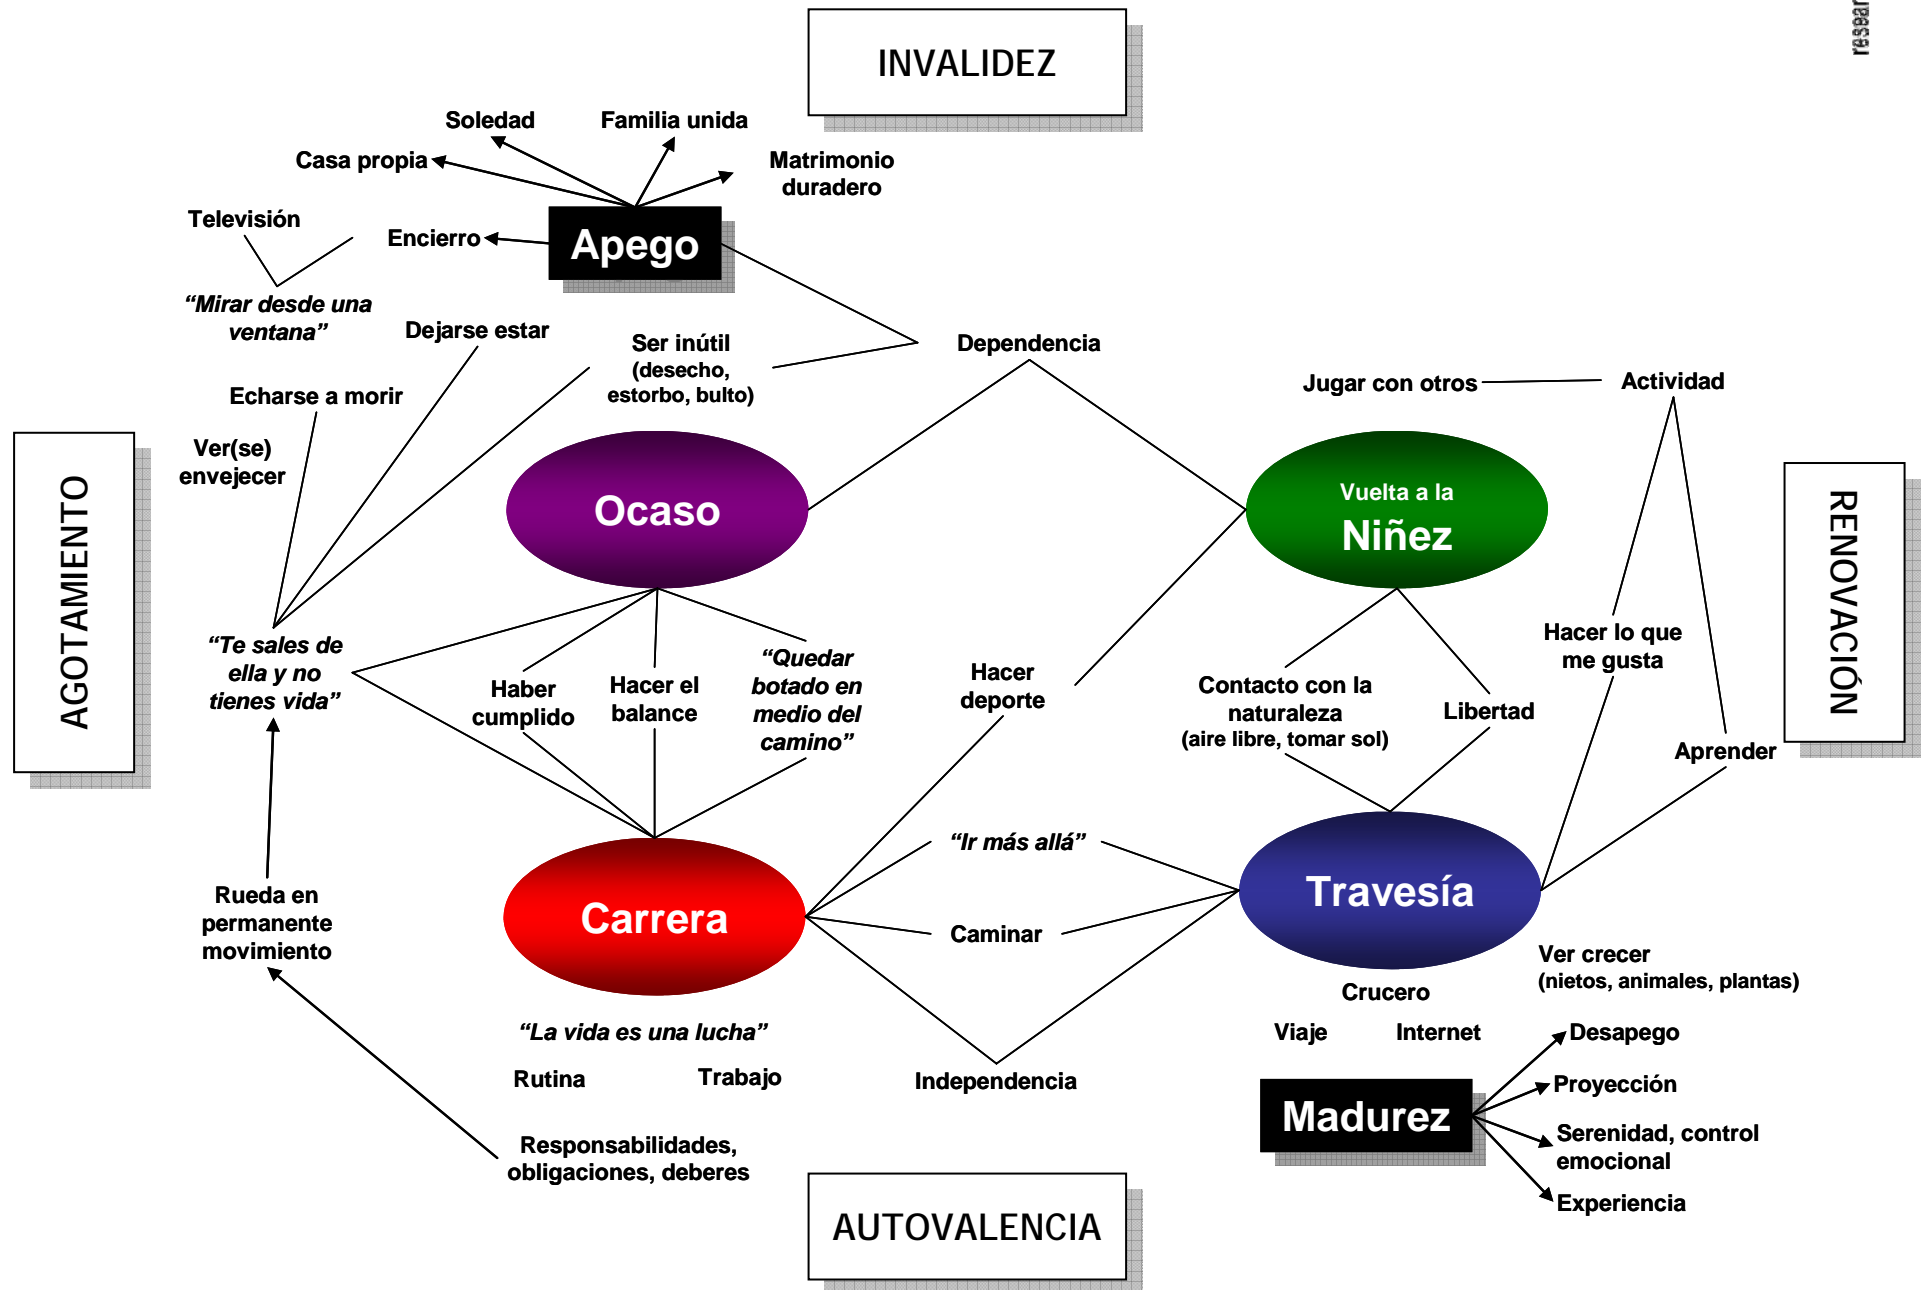 resear
INVALIDEZ
Soledad
Familia unida
Casa propia
Matrimonio
duradero
Televisión
Encierro
Apego
“Mirar desde una
ventana”
Dejarse estar
Ser inútil
(desecho,
estorbo, bulto)
Dependencia
Jugar con otros
Actividad
Echarse a morir
Ver(se)
envejecer
AGOTAMIENTO
Ocaso
Vuelta a la
Niñez
RENOVACIÓN
“Te sales de
ella y no
tienes vida”
Haber
cumplido
Hacer el
balance
“Quedar
botado en
medio del
camino”
Hacer
deporte
Contacto con la
naturaleza
(aire libre, tomar sol)
Libertad
Hacer lo que
me gusta
Aprender
“Ir más allá”
Rueda en
permanente
movimiento
Carrera
Caminar
Travesía
Ver crecer
(nietos, animales, plantas)
Crucero
“La vida es una lucha”
Viaje
Internet
Desapego
Rutina
Trabajo
Independencia
Proyección
Madurez
Serenidad, control
emocional
Responsabilidades,
obligaciones, deberes
Experiencia
AUTOVALENCIA